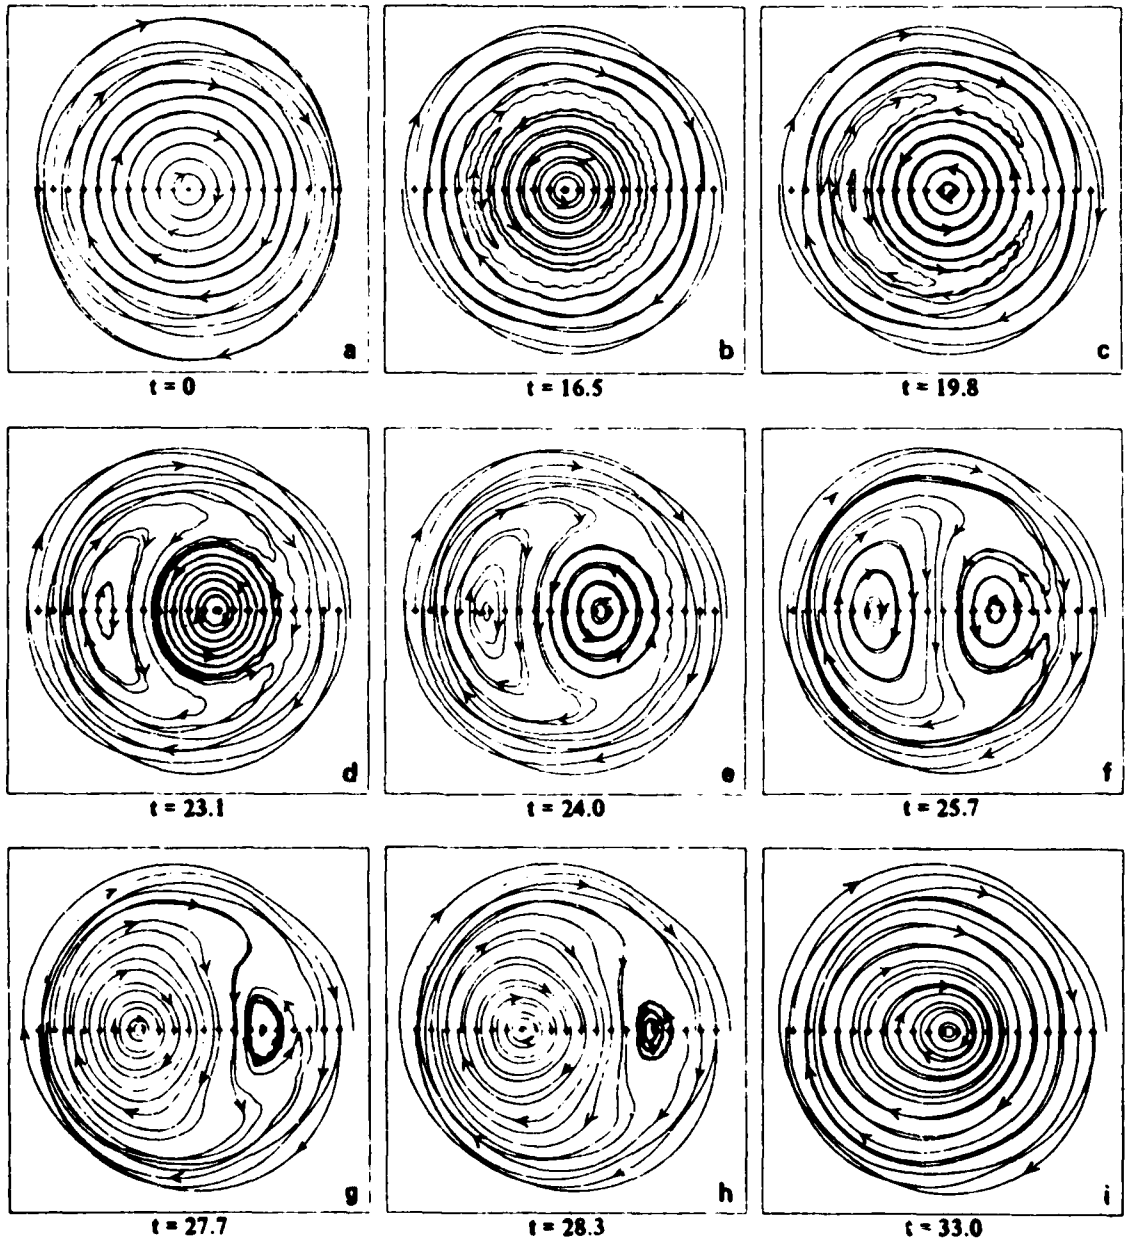 a b c
t = 0 t = 16.5 t = 19.8
d e f
t = 23.1 t = 24.0 t = 25.7
g h i
t = 27.7 t = 28.3 t = 33.0